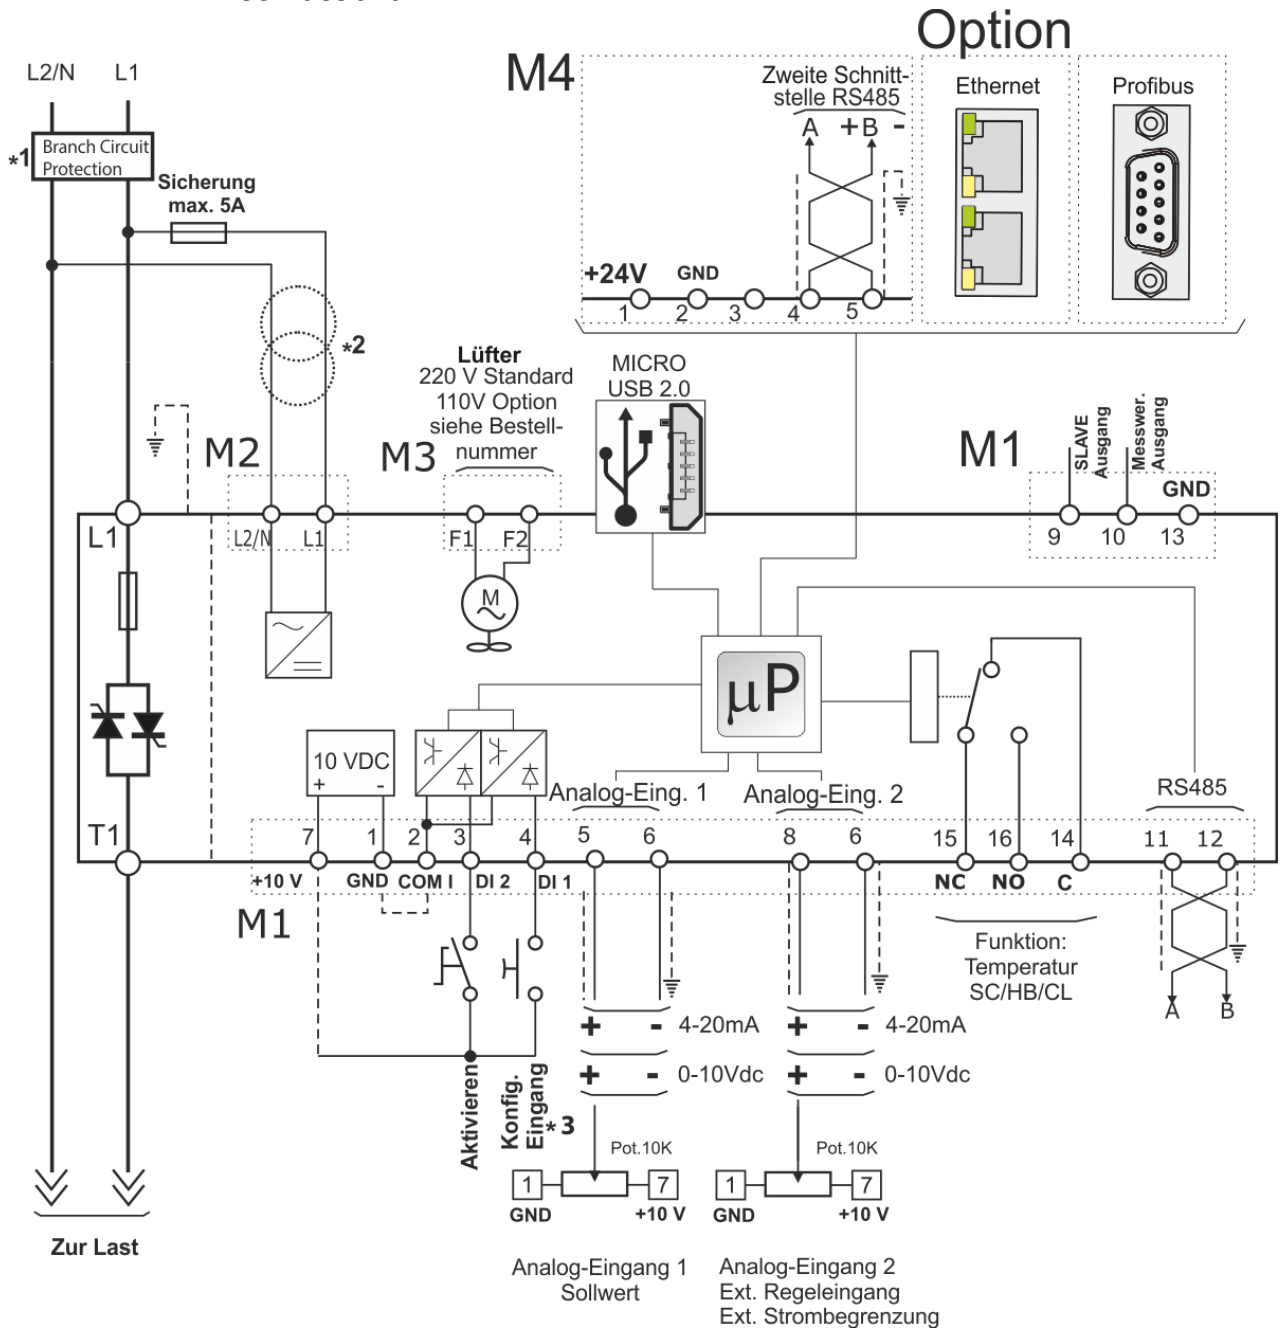 Option
M4
L2/N L1
Zweite Schnitt-
stelle RS485
A + B -
Ethernet
Profibus
*1
Branch Circuit
Protection
Sicherung
max. 5A
+24V GND
1 2 3 4 5
*2
Lüfter
220 V Standard
110V Option
siehe Bestell-
nummer
MICRO
USB 2.0
M2
M3
M1
SLAVE
Ausgang
Messwer.
Ausgang
GND
L1
L2/N L1
F1 F2
9 10 13
M
µP
10 VDC
+ -
Analog-Eing. 1
Analog-Eing. 2
RS485
T1
7 1 2 3 4 5 6 8 6 15 16 14 11 12
+10 V GND COM I DI 2 DI 1
NC NO C
M1
Funktion:
Temperatur
SC/HB/CL
A B
+ - 4-20mA
+ - 4-20mA
+ - 0-10Vdc
+ - 0-10Vdc
Aktivieren
Konfig.
Eingang
*3
Pot.10K
Pot.10K
1 7
1 7
GND +10 V
GND +10 V
Zur Last
Analog-Eingang 1
Sollwert
Analog-Eingang 2
Ext. Regeleingang
Ext. Strombegrenzung